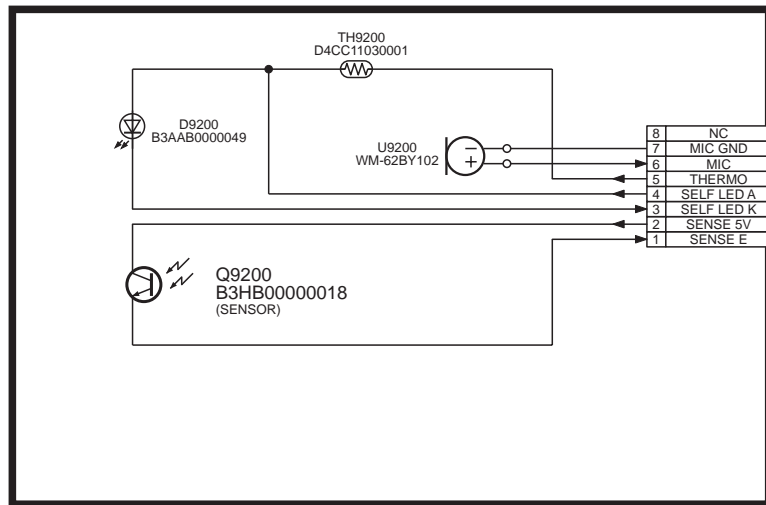 TH9200
D4CC11030001
D9200
B3AAB0000049
U9200
WM-62BY102
−
+
8 NC
7 MIC GND
6 MIC
5 THERMO
4 SELF LED A
3 SELF LED K
2 SENSE 5V
1 SENSE E
Q9200
B3HB00000018
(SENSOR)